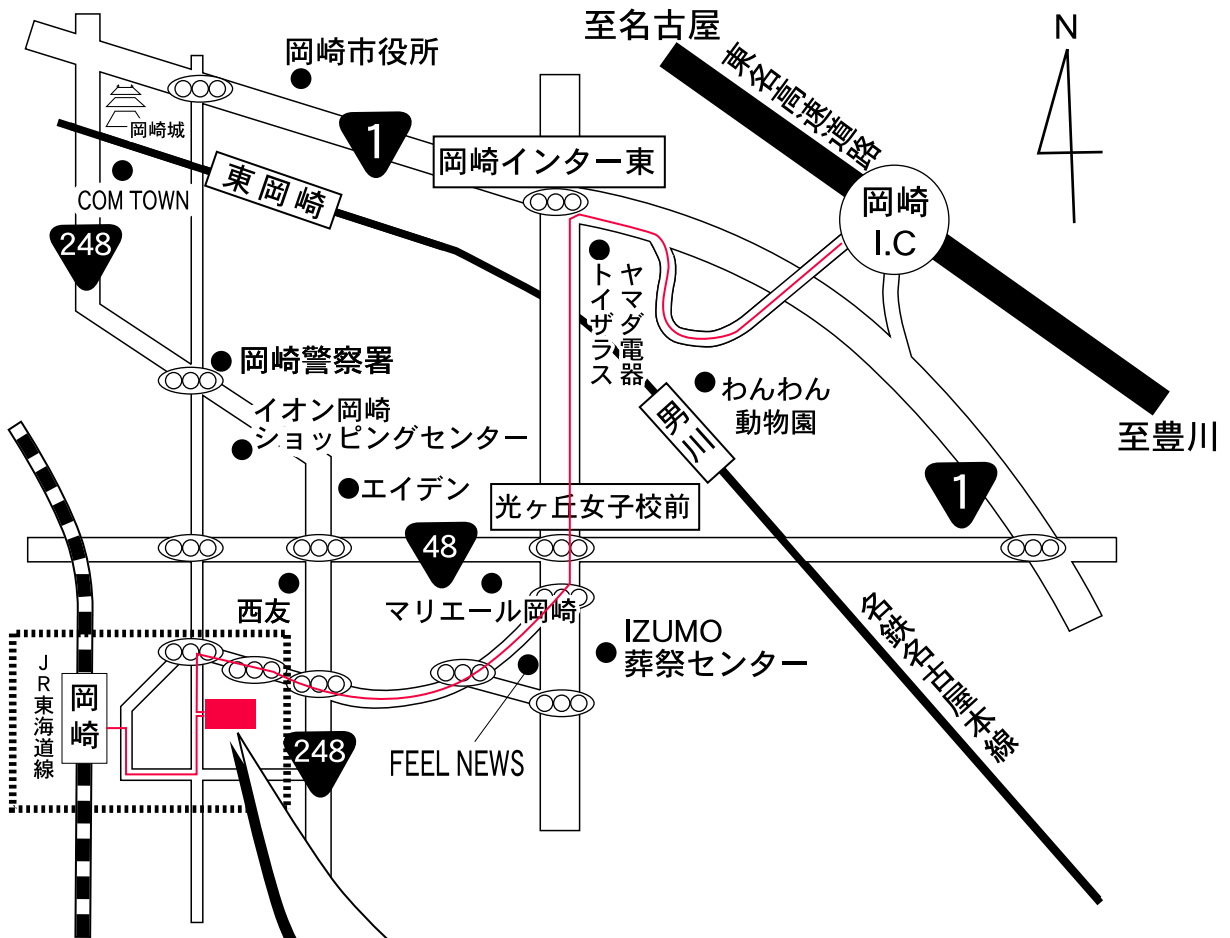 至名古屋
N
岡崎市役所
東名高速道路
岡崎城
1
岡崎インター東
東岡崎
COM TOWN
岡崎
I.C
248
ヤマダ電器
トイザラス
岡崎警察署
わんわん
動物園
イオン岡崎
ショッピングセンター
男川
至豊川
エイデン
光ヶ丘女子校前
1
48
西友
マリエール岡崎
IZUMO
葬祭センター
名鉄名古屋本線
JR東海道線
岡崎
248
FEEL NEWS